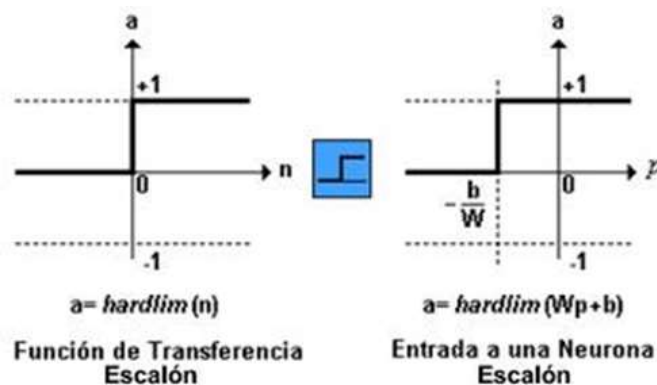 a
a
+1
+1
0
n
0
p
- b/W
-1
-1
a= hardlim (n)
a= hardlim (Wp+b)
Función de Transferencia
Escalón
Entrada a una Neurona
Escalón